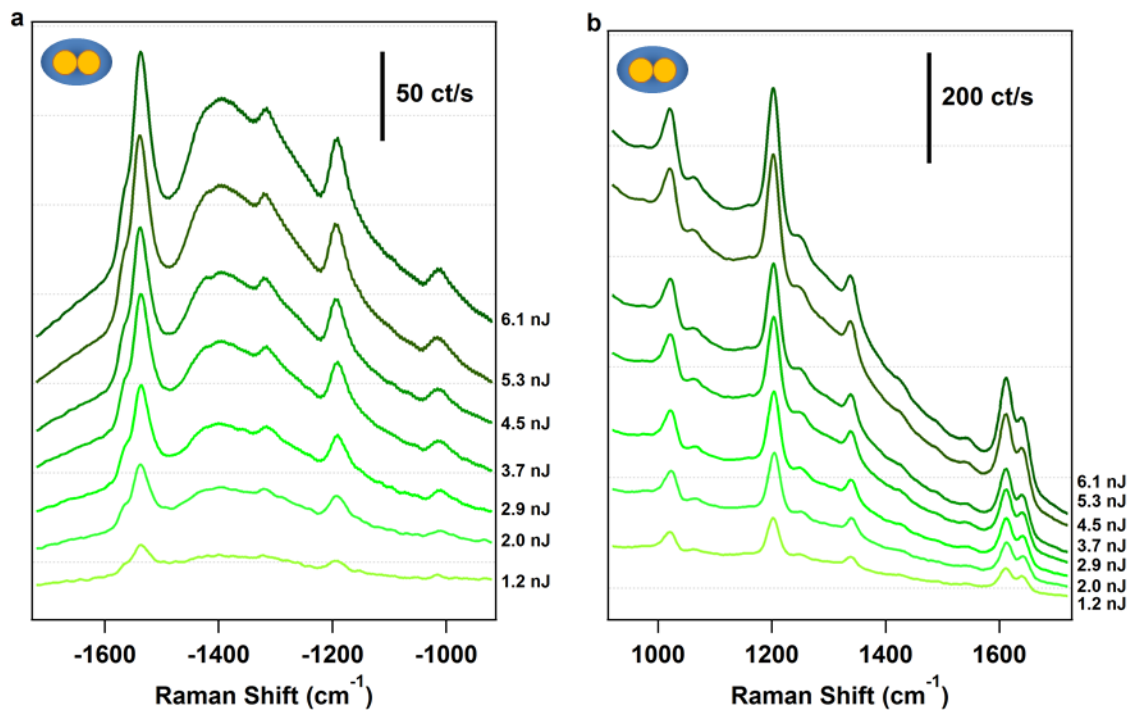 a
50 ct/s
6.1 nJ
5.3 nJ
4.5 nJ
3.7 nJ
2.9 nJ
2.0 nJ
1.2 nJ
-1600 -1400 -1200 -1000
Raman Shift (cm⁻¹)
b
200 ct/s
6.1 nJ
5.3 nJ
4.5 nJ
3.7 nJ
2.9 nJ
2.0 nJ
1.2 nJ
1000 1200 1400 1600
Raman Shift (cm⁻¹)